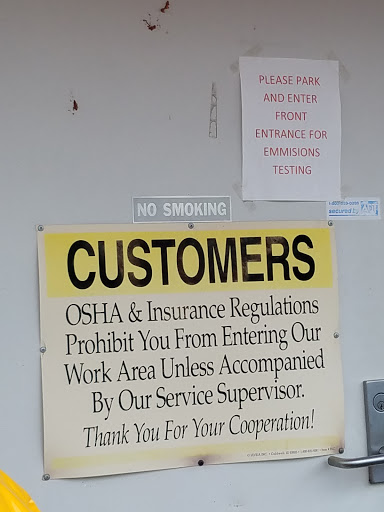 PLEASE PARK
AND ENTER
FRONT
ENTRANCE FOR
EMMISIONS
TESTING
NO SMOKING
secured
CUSTOMERS
OSHA & Insurance Regulations
Prohibit You From Entering Our
Work Area Unless Accompanied
By Our Service Supervisor.
Thank You For Your Cooperation!